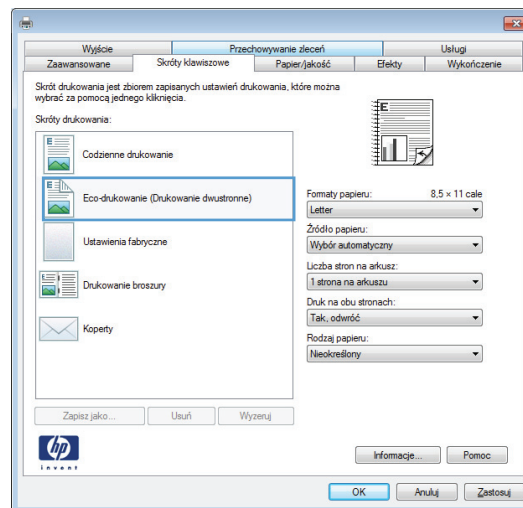 Wyjście Przechowywanie zleceń Usługi
Zaawansowane Skróty klawiszowe Papier/jakość Efekty Wykończenie
Skrót drukowania jest zbiorem zapisanych ustawień drukowania, które można
wybrać za pomocą jednego kliknięcia.
Skróty drukowania:
E
Codzienne drukowanie
E
Eco-drukowanie (Drukowanie dwustronne)
Ustawienia fabryczne
E
Drukowanie broszury
Koperty
E
Formaty papieru: 8,5 × 11 cale
Letter
Źródło papieru:
Wybór automatyczny
Liczba stron na arkusz:
1 strona na arkuszu
Druk na obu stronach:
Tak, odwróć
Rodzaj papieru:
Nieokreślony
Zapisz jako... Usuń Wyzeruj
hp
invent
Informacje... Pomoc
OK Anuluj Zastosuj